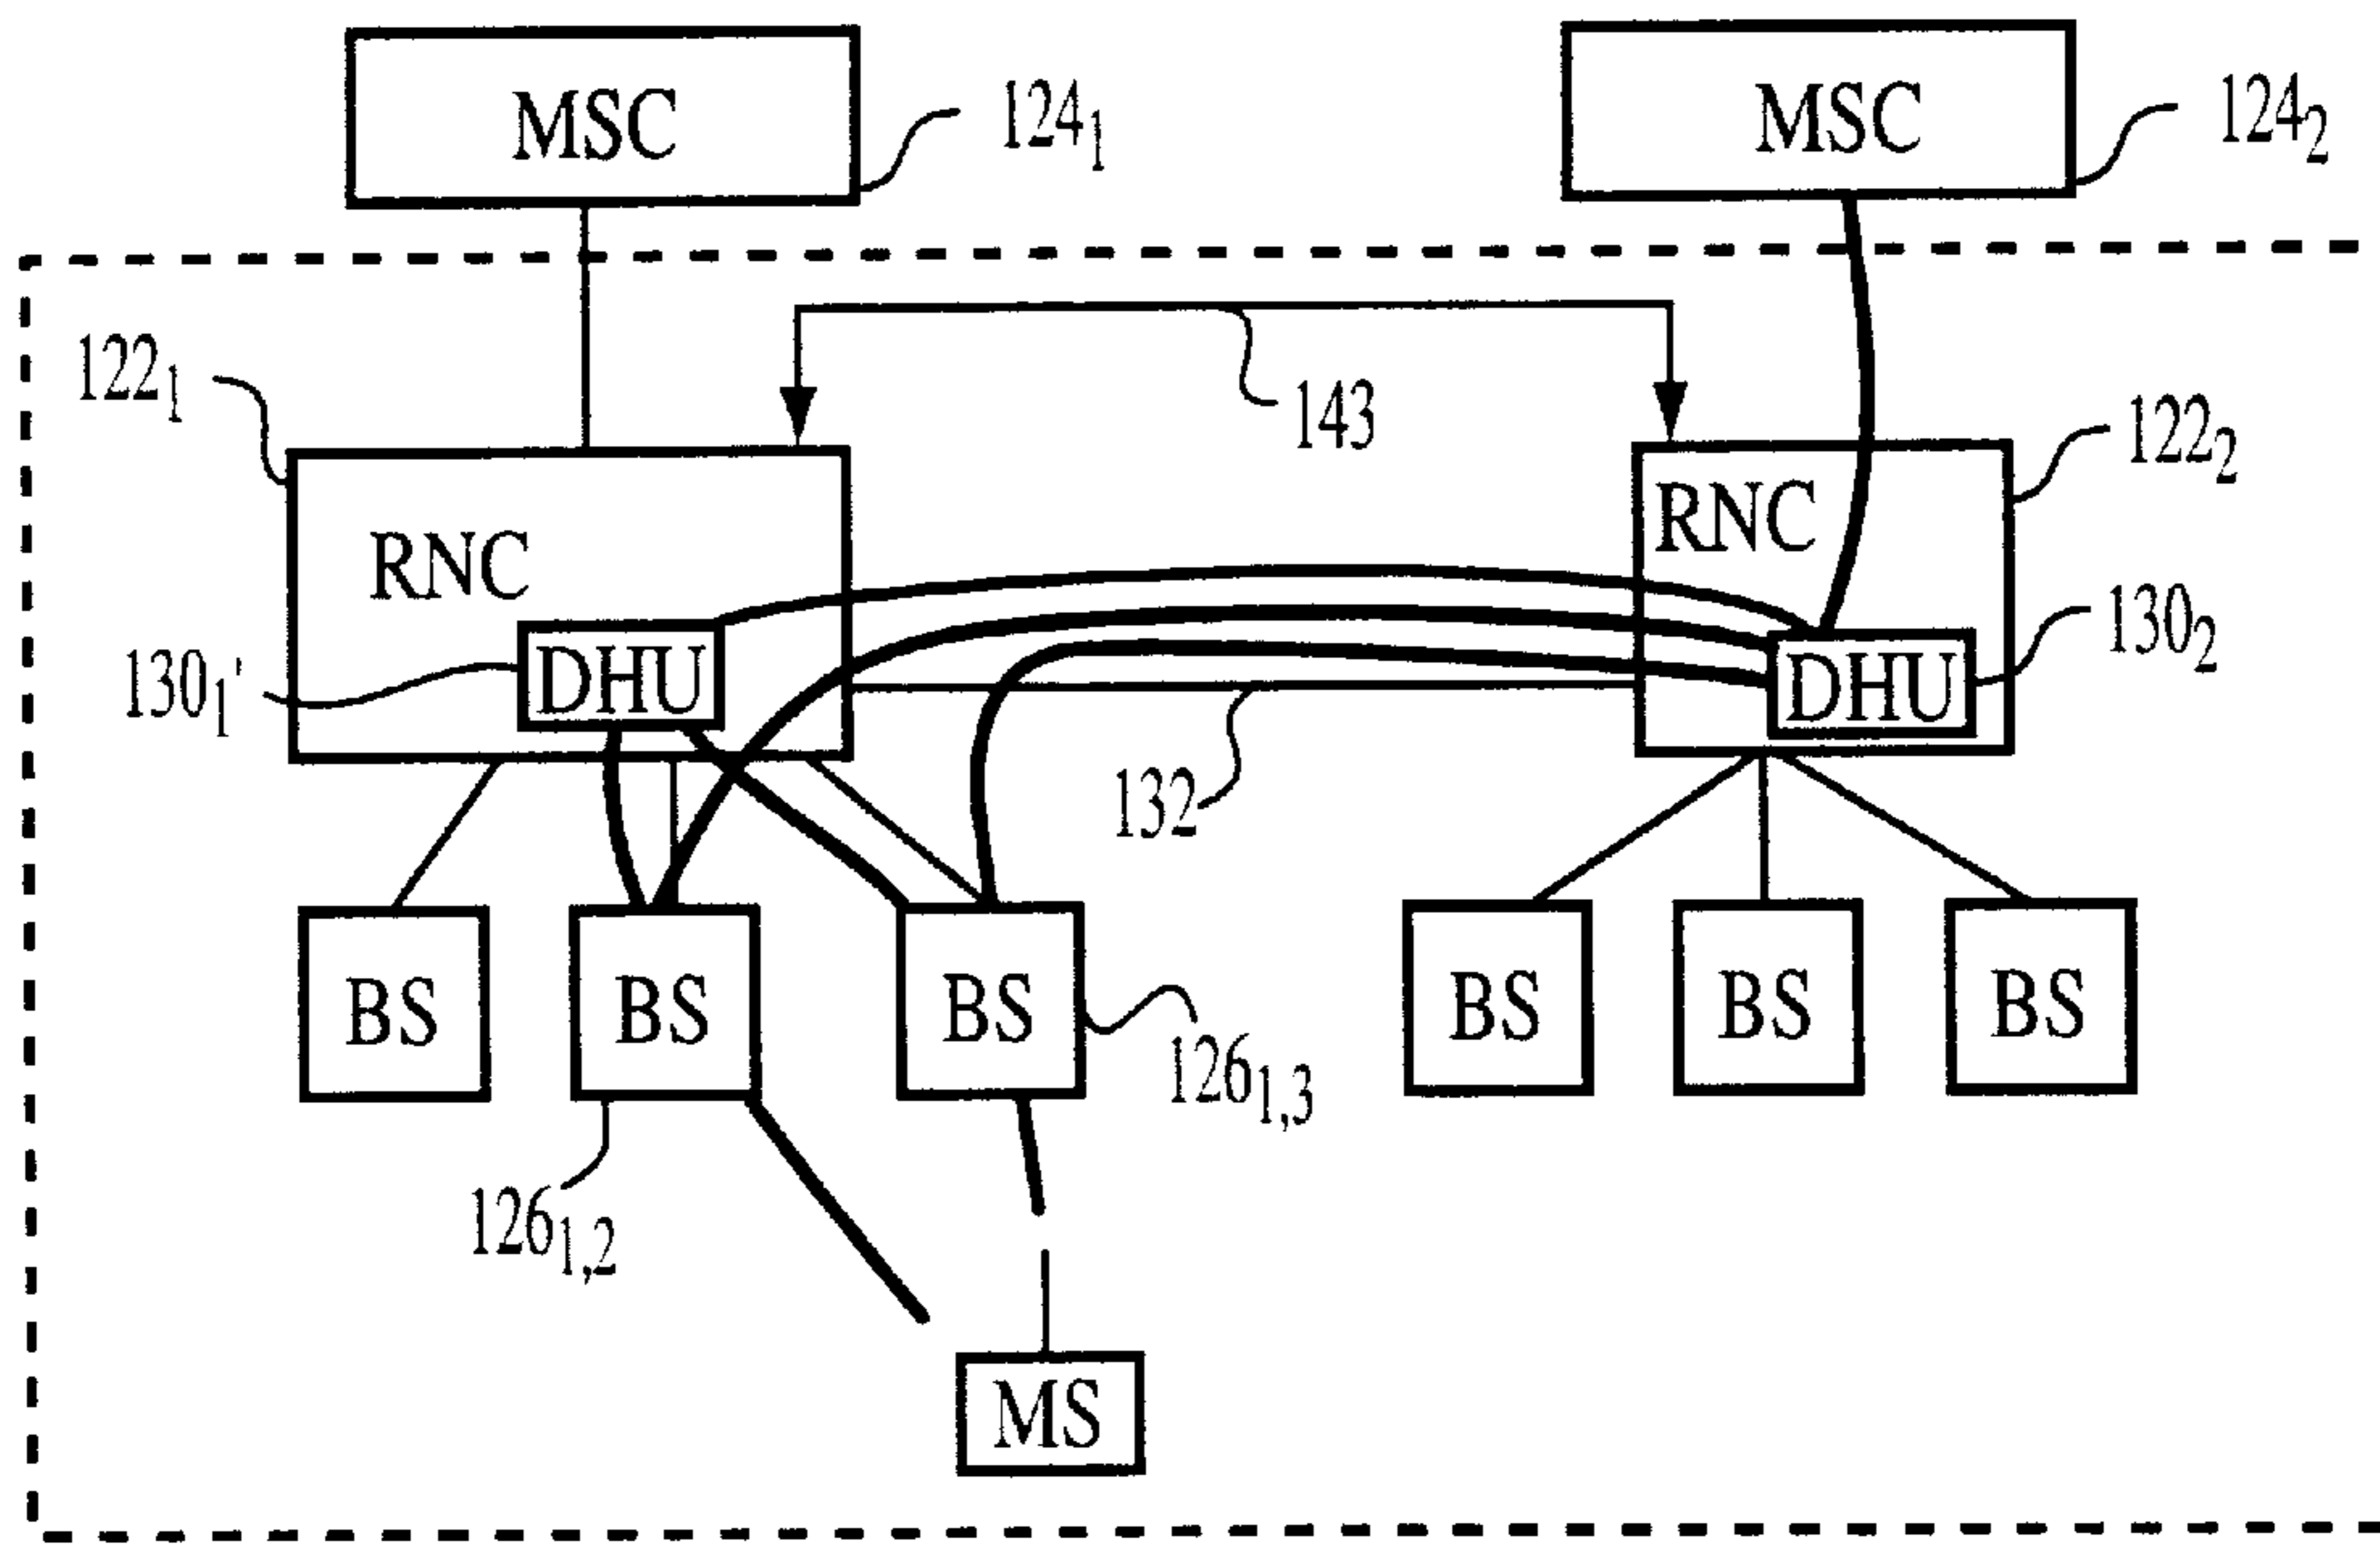 MSC
124₁
MSC
124₂
122₁
143
122₂
RNC
RNC
130₁'
DHU
DHU
130₂
132
BS
BS
BS
126₁,₃
BS
BS
BS
126₁,₂
MS